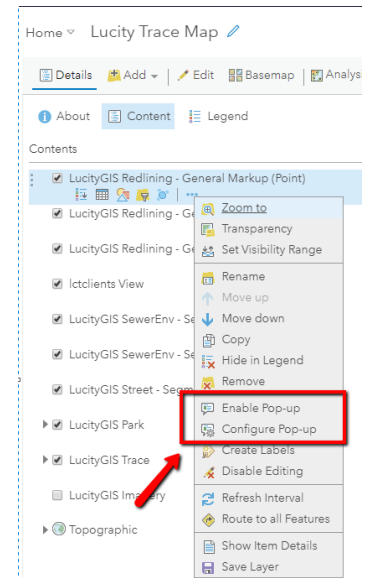 Home Lucity Trace Map
Details Add Edit Basemap Analys
About Content Legend
Contents
LucityGIS Redlining - General Markup (Point)
LucityGIS Redlining - Ge
LucityGIS Redlining - Ge
lctclients View
LucityGIS SewerEnv - Se
LucityGIS SewerEnv - Se
LucityGIS Street - Segm
LucityGIS Park
LucityGIS Trace
LucityGIS Imagery
Topographic
Zoom to
Transparency
Set Visibility Range
Rename
Move up
Move down
Copy
Hide in Legend
Remove
Enable Pop-up
Configure Pop-up
Create Labels
Disable Editing
Refresh Interval
Route to all Features
Show Item Details
Save Layer